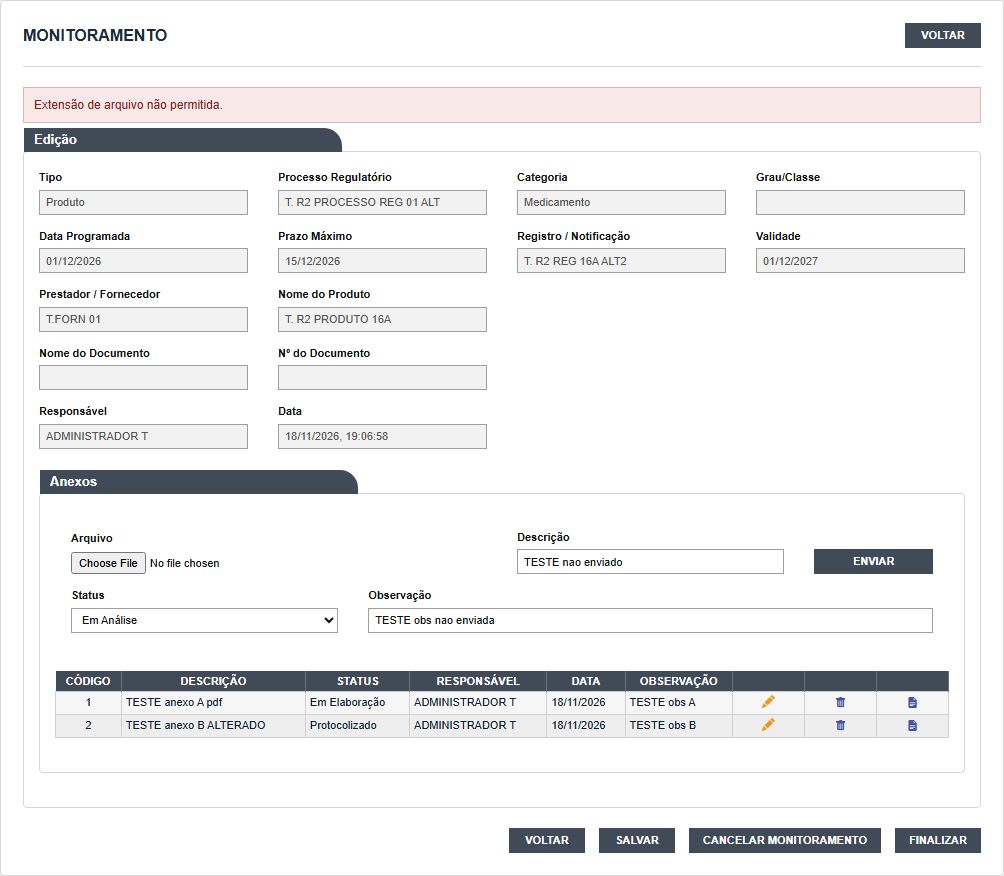 MONITORAMENTO
VOLTAR
Extensão de arquivo não permitida.
Edição
Tipo
Processo Regulatório
Categoria
Grau/Classe
Produto
T. R2 PROCESSO REG 01 ALT
Medicamento
Data Programada
Prazo Máximo
Registro / Notificação
Validade
01/12/2026
15/12/2026
T. R2 REG 16A ALT2
01/12/2027
Prestador / Fornecedor
Nome do Produto
T.FORN 01
T. R2 PRODUTO 16A
Nome do Documento
Nº do Documento
Responsável
Data
ADMINISTRADOR T
18/11/2026, 19:06:58
Anexos
Arquivo
Descrição
Choose File No file chosen
TESTE nao enviado
ENVIAR
Status
Observação
Em Análise
TESTE obs nao enviada
CÓDIGO DESCRIÇÃO STATUS RESPONSÁVEL DATA OBSERVAÇÃO
1 TESTE anexo A pdf Em Elaboração ADMINISTRADOR T 18/11/2026 TESTE obs A
2 TESTE anexo B ALTERADO Protocolizado ADMINISTRADOR T 18/11/2026 TESTE obs B
VOLTAR
SALVAR
CANCELAR MONITORAMENTO
FINALIZAR